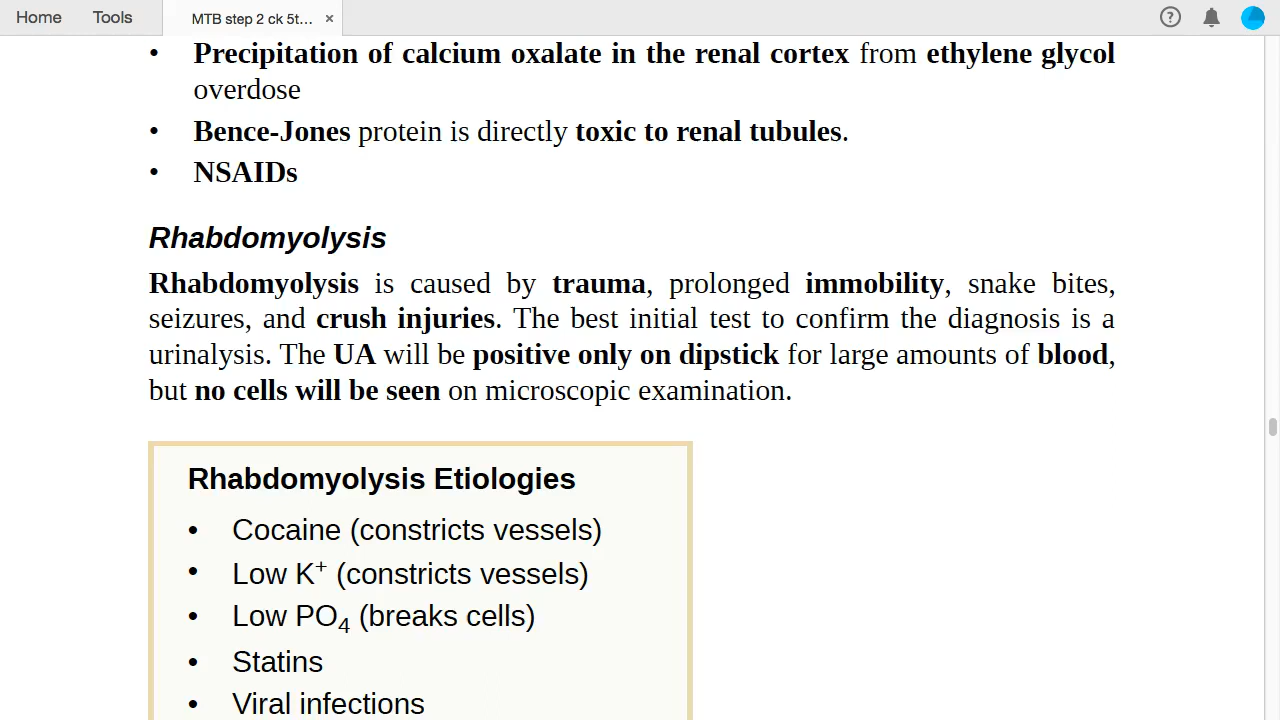 Home Tools MTB step 2 ck 5t... ×
• Precipitation of calcium oxalate in the renal cortex from ethylene glycol
overdose
• Bence-Jones protein is directly toxic to renal tubules.
• NSAIDs
Rhabdomyolysis
Rhabdomyolysis is caused by trauma, prolonged immobility, snake bites,
seizures, and crush injuries. The best initial test to confirm the diagnosis is a
urinalysis. The UA will be positive only on dipstick for large amounts of blood,
but no cells will be seen on microscopic examination.
Rhabdomyolysis Etiologies
• Cocaine (constricts vessels)
• Low K⁺ (constricts vessels)
• Low PO₄ (breaks cells)
• Statins
• Viral infections